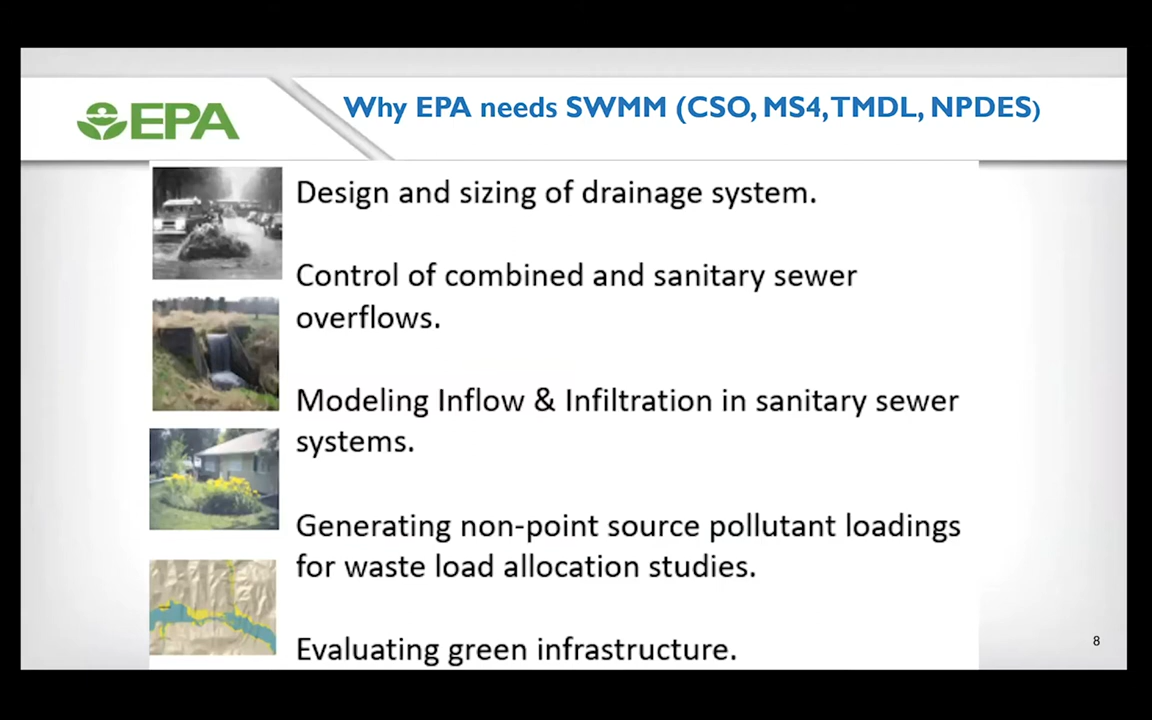 EPA
Why EPA needs SWMM (CSO, MS4, TMDL, NPDES)
Design and sizing of drainage system.
Control of combined and sanitary sewer
overflows.
Modeling Inflow & Infiltration in sanitary sewer
systems.
Generating non-point source pollutant loadings
for waste load allocation studies.
Evaluating green infrastructure.
8